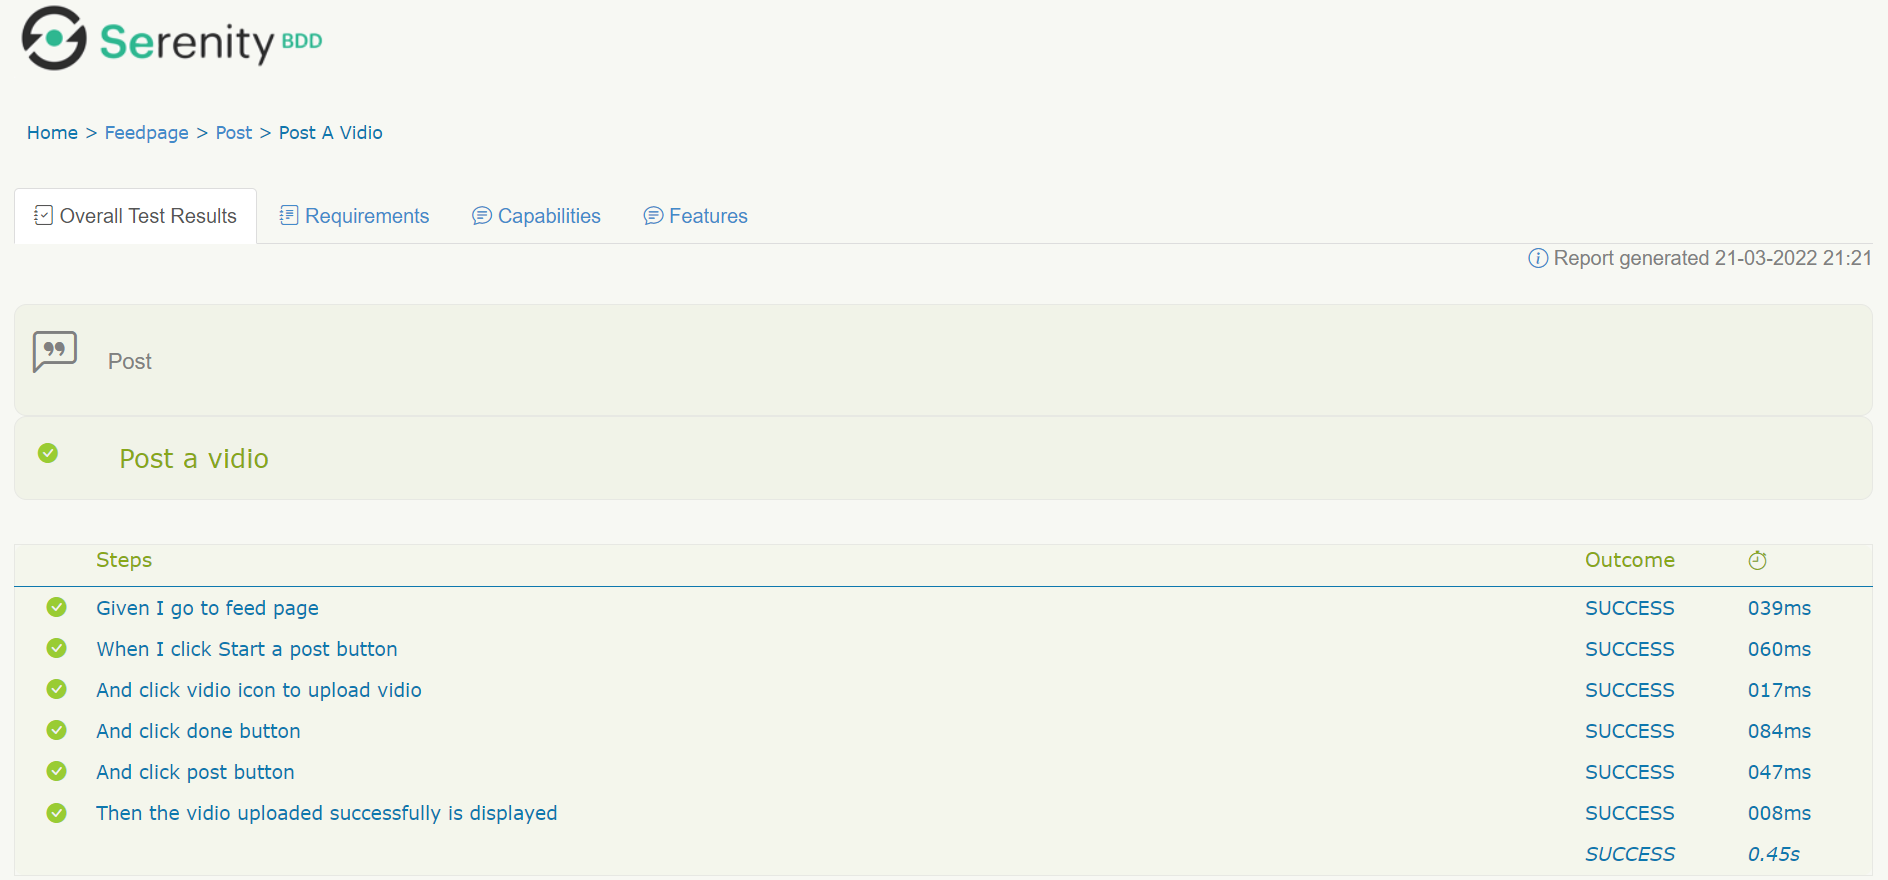 Serenity BDD
Home > Feedpage > Post > Post A Vidio
Overall Test Results Requirements Capabilities Features
Report generated 21-03-2022 21:21
Post
Post a vidio
Steps Outcome
Given I go to feed page SUCCESS 039ms
When I click Start a post button SUCCESS 060ms
And click vidio icon to upload vidio SUCCESS 017ms
And click done button SUCCESS 084ms
And click post button SUCCESS 047ms
Then the vidio uploaded successfully is displayed SUCCESS 008ms
SUCCESS 0.45s